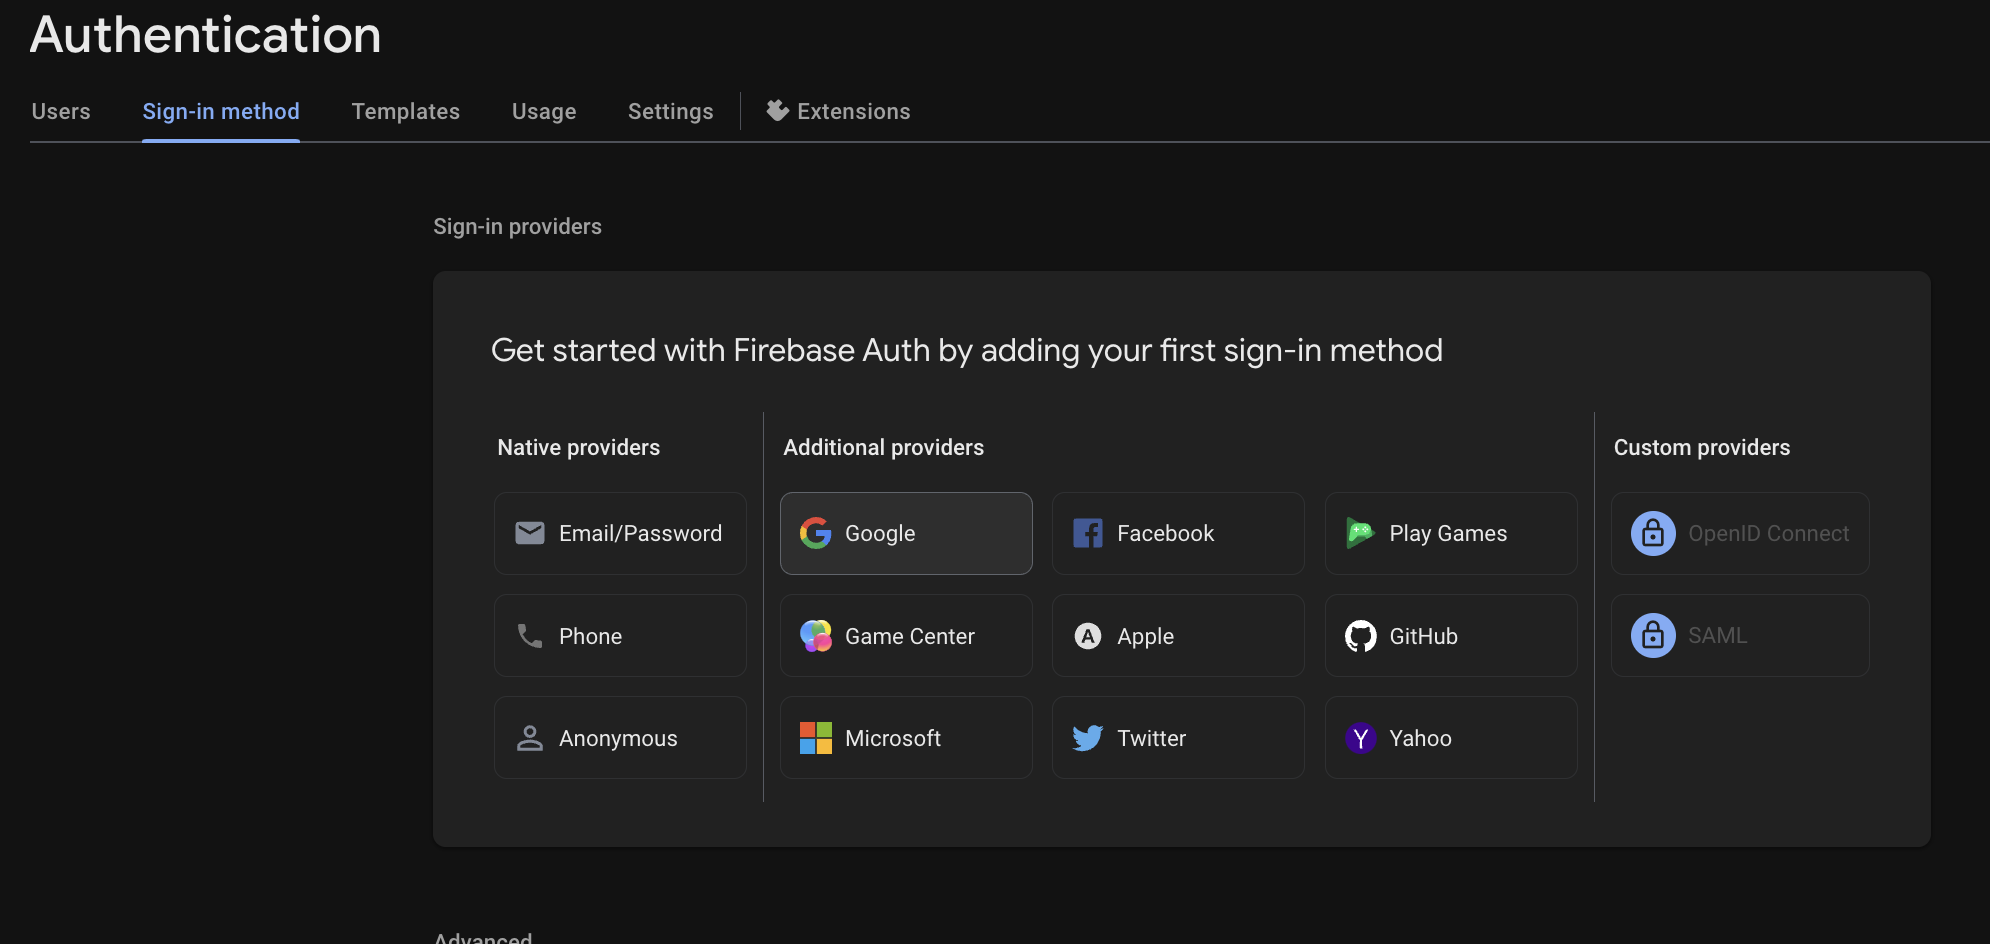 Authentication
Users Sign-in method Templates Usage Settings Extensions
Sign-in providers
Get started with Firebase Auth by adding your first sign-in method
Native providers Additional providers Custom providers
Email/Password Google Facebook Play Games OpenID Connect
Phone Game Center Apple GitHub SAML
Anonymous Microsoft Twitter Yahoo
Advanced